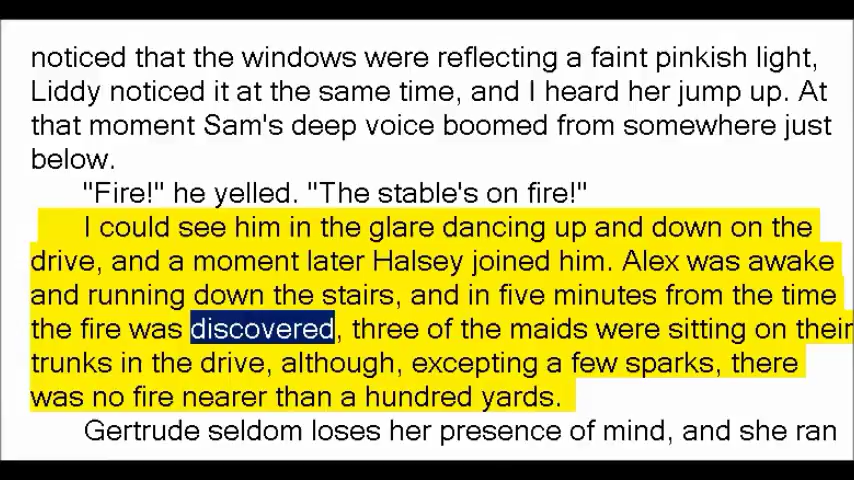 noticed that the windows were reflecting a faint pinkish light,
Liddy noticed it at the same time, and I heard her jump up. At
that moment Sam's deep voice boomed from somewhere just
below.
"Fire!" he yelled. "The stable's on fire!"
I could see him in the glare dancing up and down on the
drive, and a moment later Halsey joined him. Alex was awake
and running down the stairs, and in five minutes from the time
the fire was discovered, three of the maids were sitting on their
trunks in the drive, although, excepting a few sparks, there
was no fire nearer than a hundred yards.
Gertrude seldom loses her presence of mind, and she ran